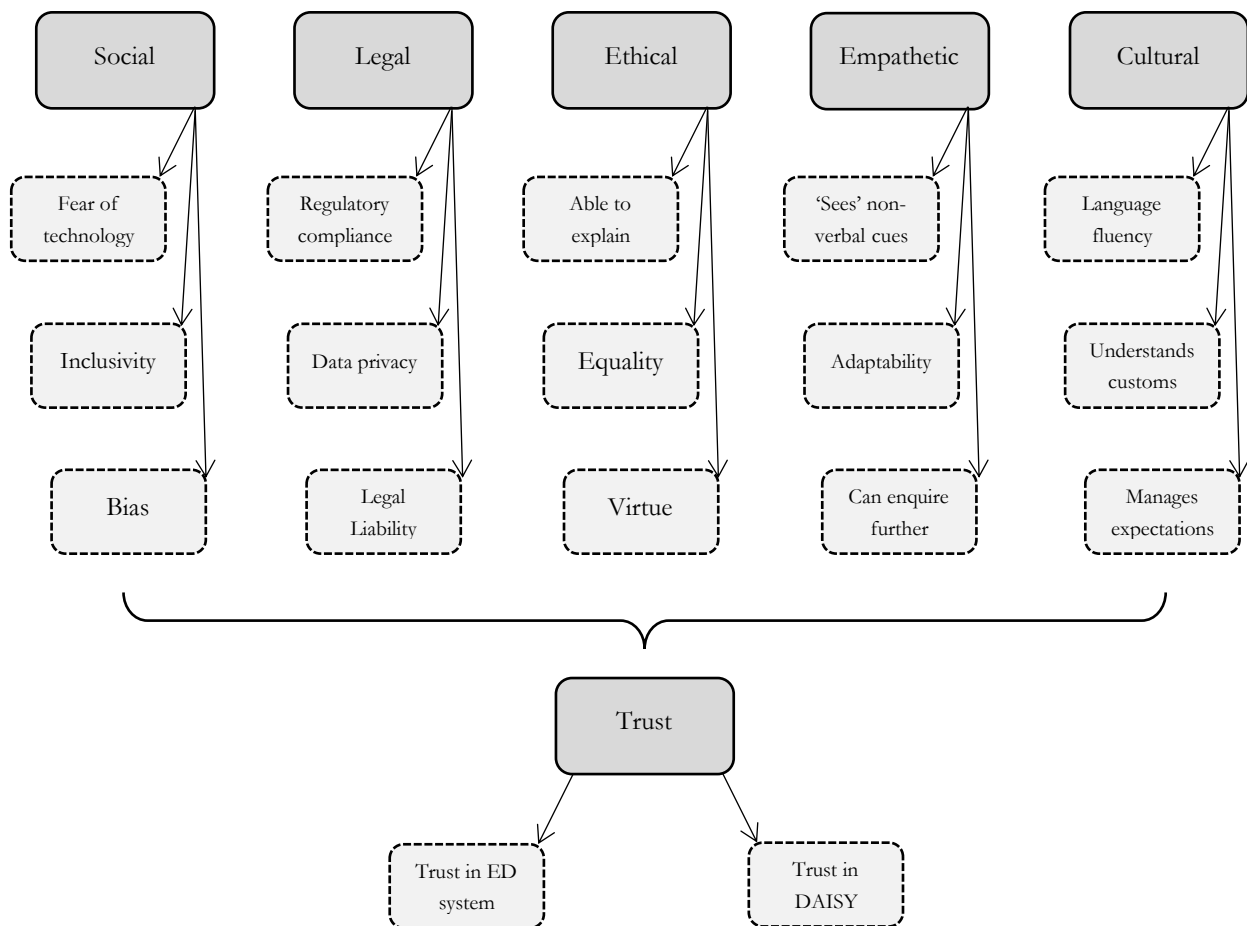 Social
Legal
Ethical
Empathetic
Cultural
Fear of
technology
Regulatory
compliance
Able to
explain
‘Sees’ non-
verbal cues
Language
fluency
Inclusivity
Data privacy
Equality
Adaptability
Understands
customs
Bias
Legal
Liability
Virtue
Can enquire
further
Manages
expectations
Trust
Trust in ED
system
Trust in
DAISY